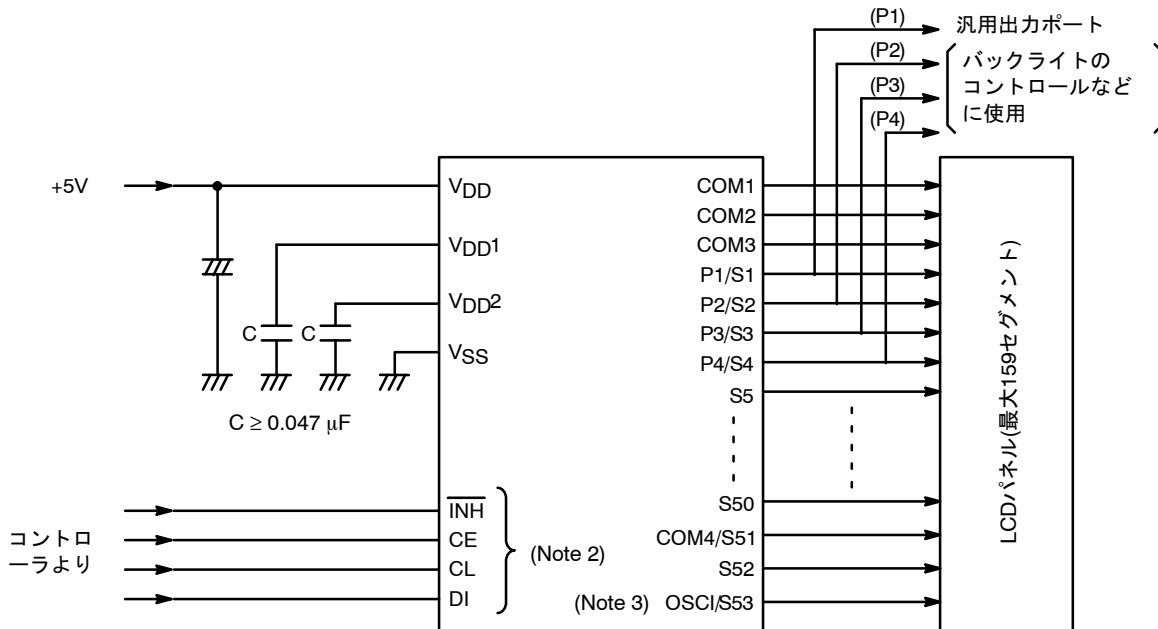 (P1) 汎用出力ポート
(P2) バックライトの
(P3) コントロールなど
(P4) に使用
+5V
VDD
VDD1
VDD2
VSS
C
C
C ≥ 0.047 μF
コントロ
ーラより
INH
CE
CL
DI
(Note 2)
(Note 3)
COM1
COM2
COM3
P1/S1
P2/S2
P3/S3
P4/S4
S5
S50
COM4/S51
S52
OSCI/S53
LCDパネル(最大159セグメント)